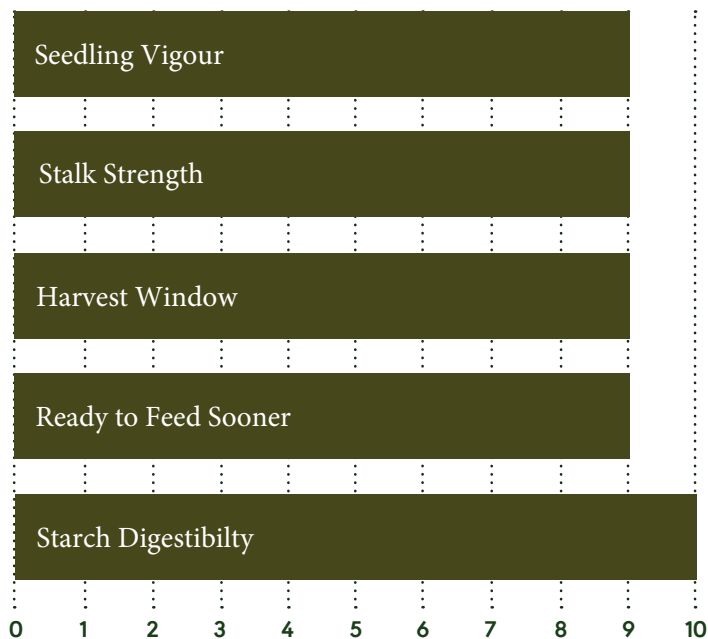 Seedling Vigour
Stalk Strength
Harvest Window
Ready to Feed Sooner
Starch Digestibilty
0 1 2 3 4 5 6 7 8 9 10